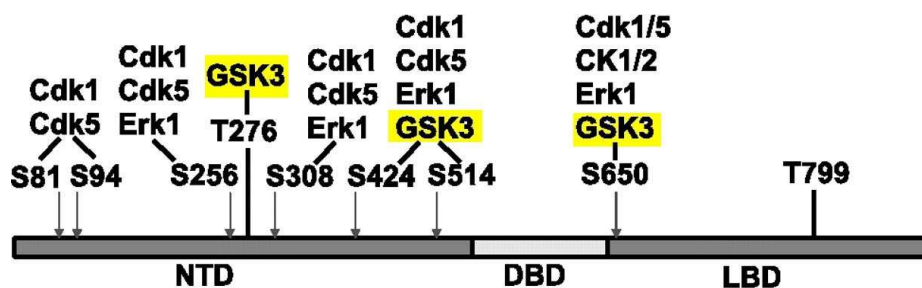 Cdk1
Cdk5
S81 S94
Cdk1
Cdk5
Erk1
S256
GSK3
T276
Cdk1
Cdk5
Erk1
S308
Cdk1
Cdk5
Erk1
GSK3
S424 S514
Cdk1/5
CK1/2
Erk1
GSK3
S650
T799
NTD
DBD
LBD